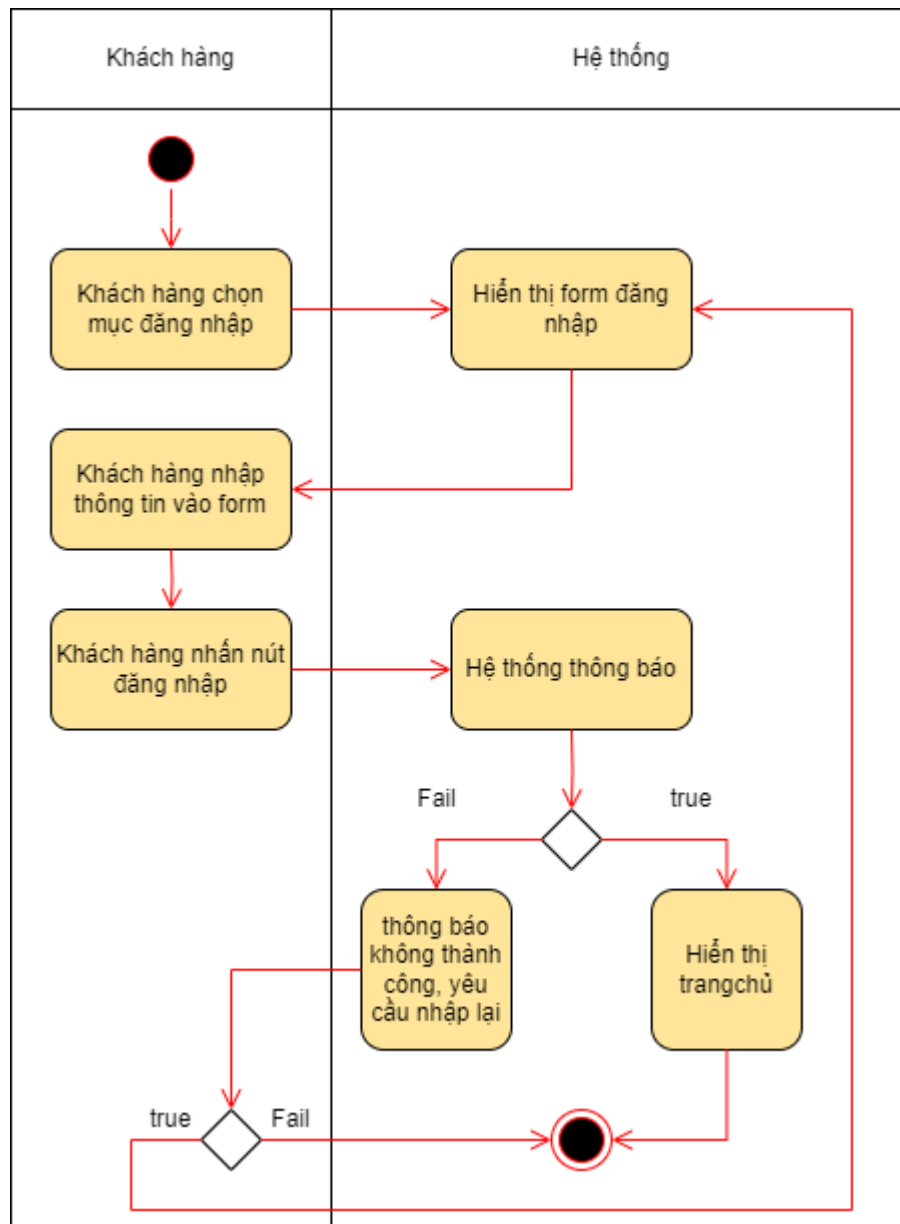 Khách hàng
Hệ thống
Khách hàng chọn
mục đăng nhập
Hiển thị form đăng
nhập
Khách hàng nhập
thông tin vào form
Khách hàng nhấn nút
đăng nhập
Hệ thống thông báo
Fail
true
thông báo
không thành
công, yêu
cầu nhập lại
Hiển thị
trangchủ
true
Fail